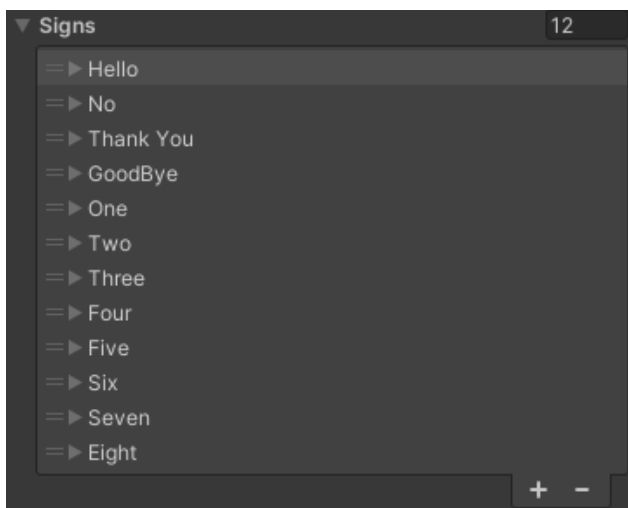 Signs 12
Hello
No
Thank You
GoodBye
One
Two
Three
Four
Five
Six
Seven
Eight
+ -